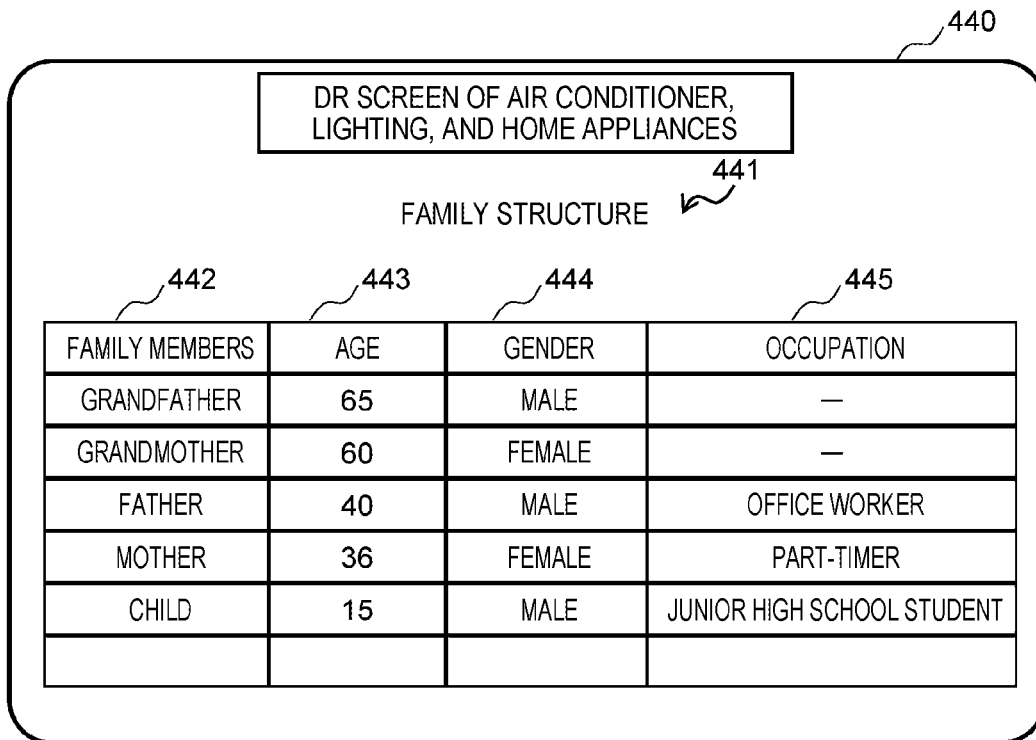 440
DR SCREEN OF AIR CONDITIONER,
LIGHTING, AND HOME APPLIANCES
441
FAMILY STRUCTURE
442 443 444 445
FAMILY MEMBERS AGE GENDER OCCUPATION
GRANDFATHER 65 MALE —
GRANDMOTHER 60 FEMALE —
FATHER 40 MALE OFFICE WORKER
MOTHER 36 FEMALE PART-TIMER
CHILD 15 MALE JUNIOR HIGH SCHOOL STUDENT